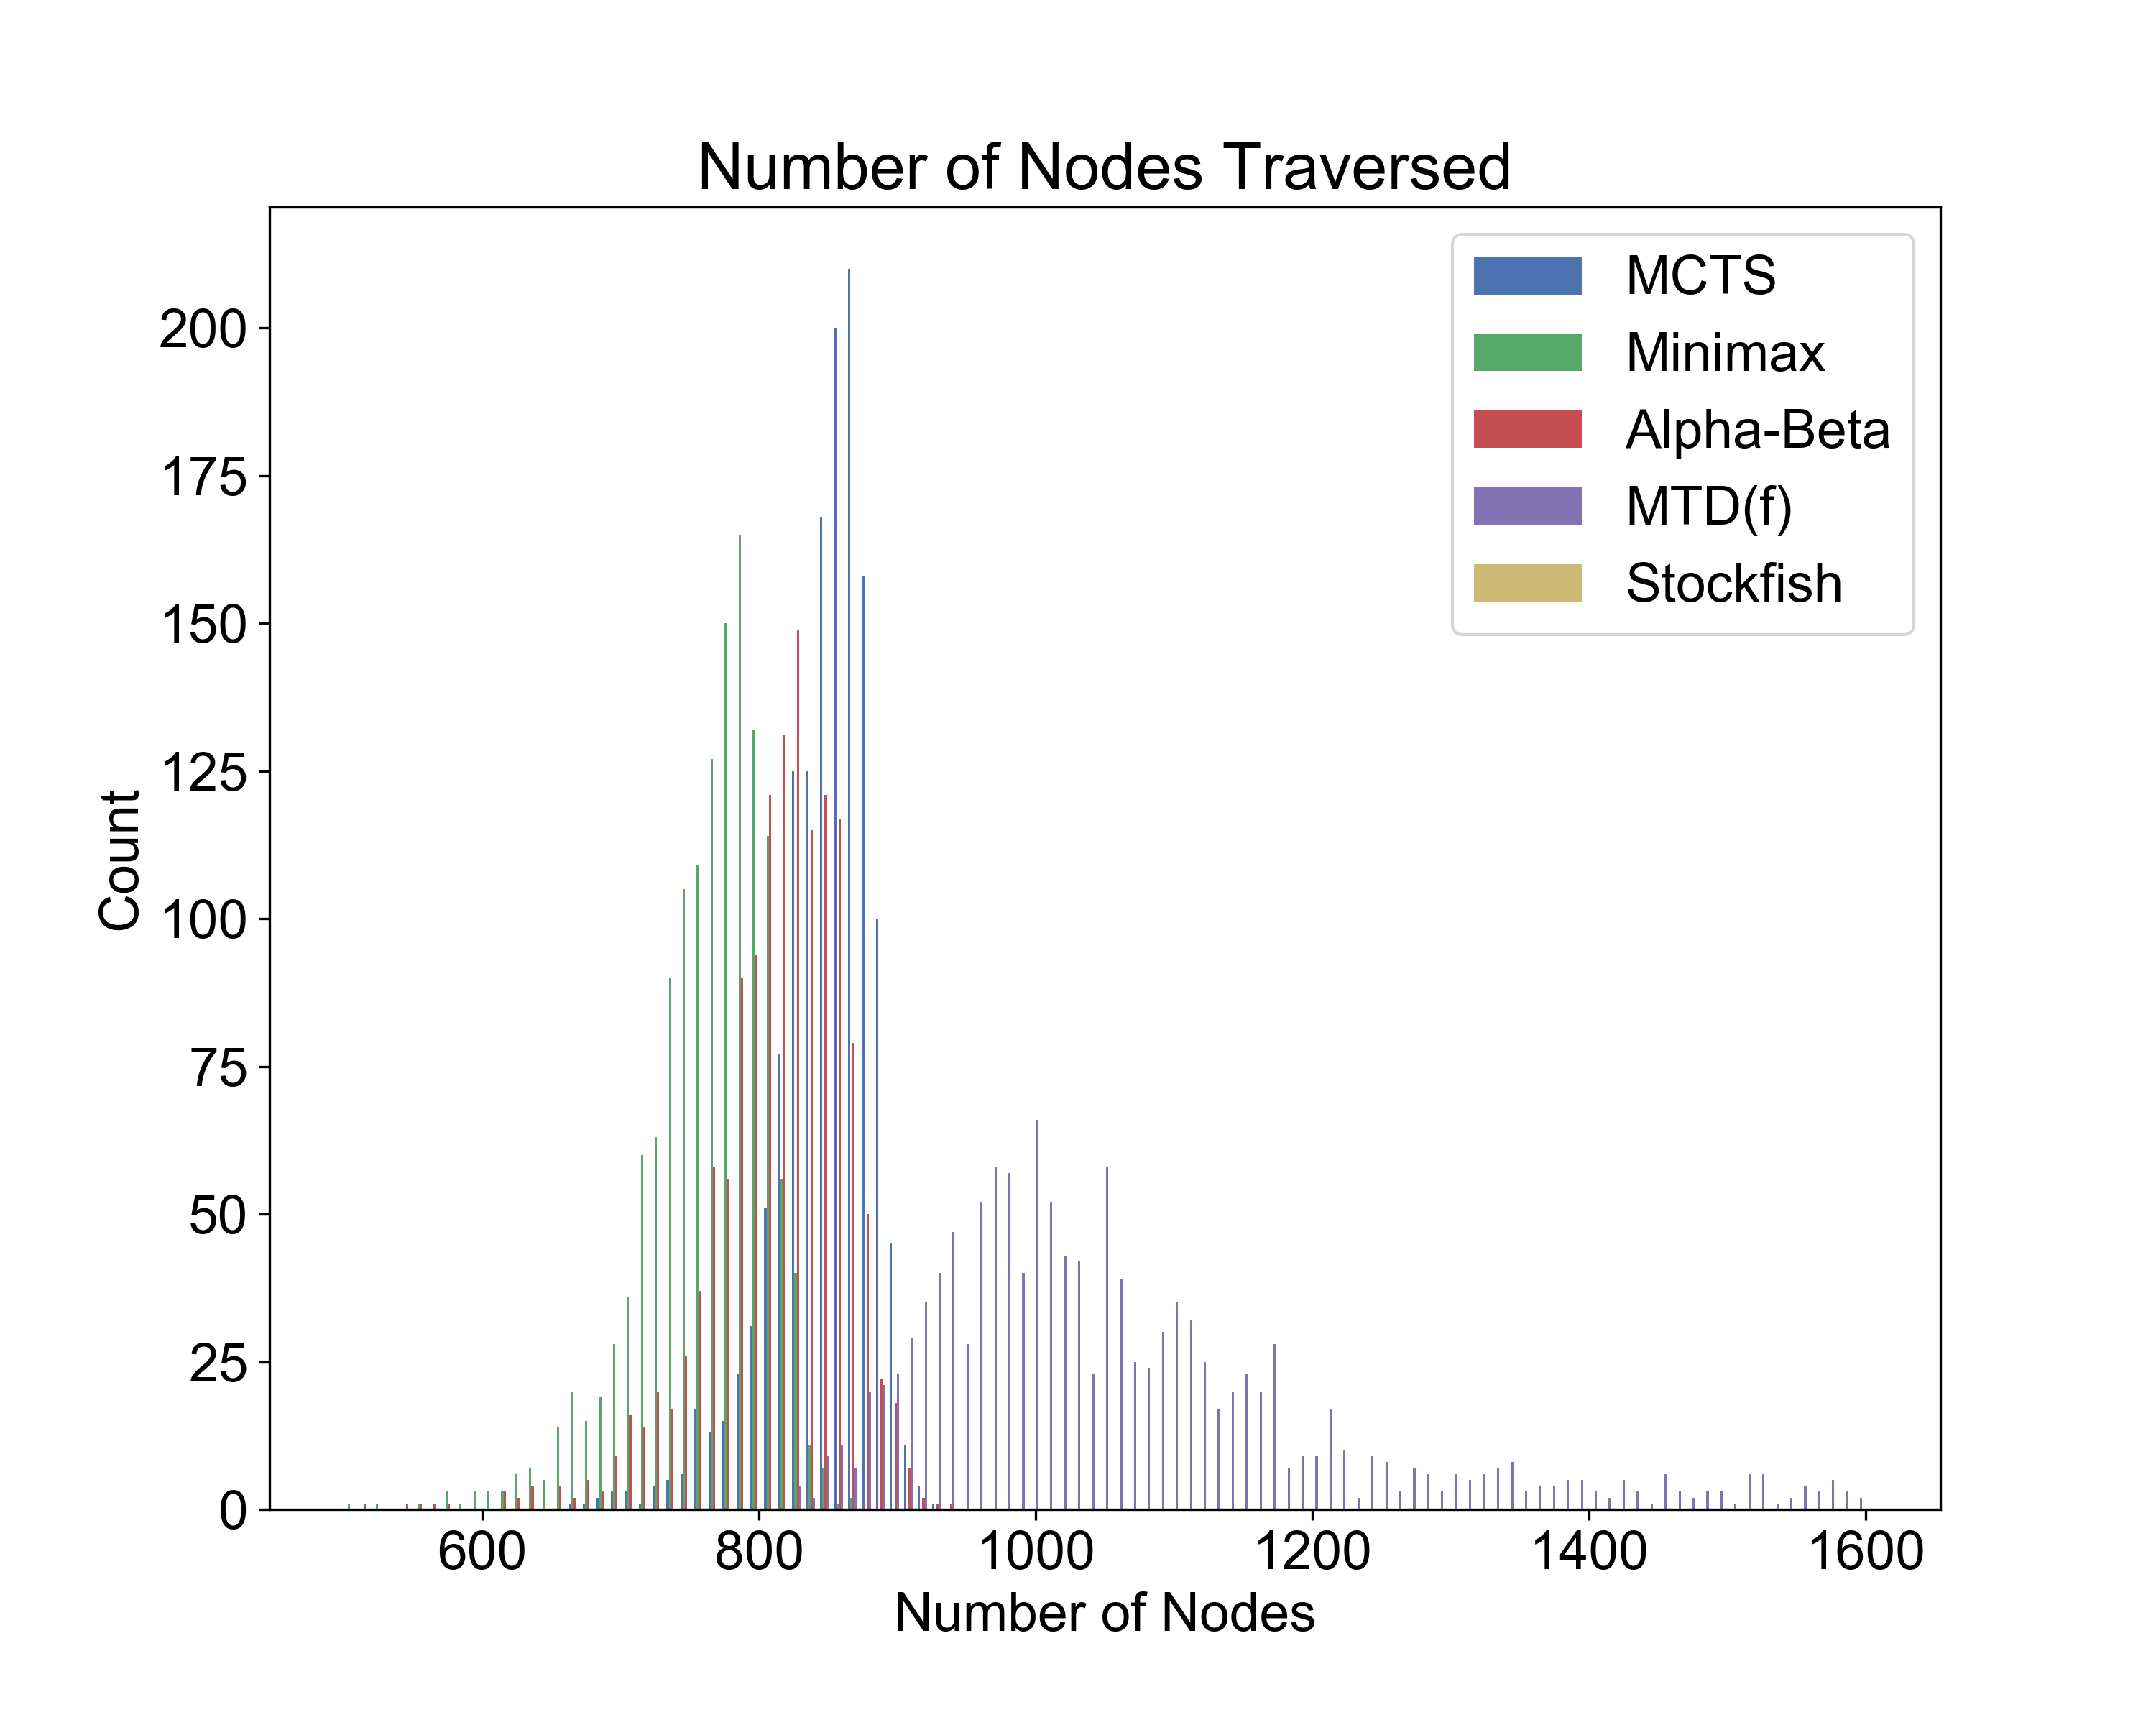 Number of Nodes Traversed
MCTS
Minimax
Alpha-Beta
MTD(f)
Stockfish
Count
200
175
150
125
100
75
50
25
0
600 800 1000 1200 1400 1600
Number of Nodes